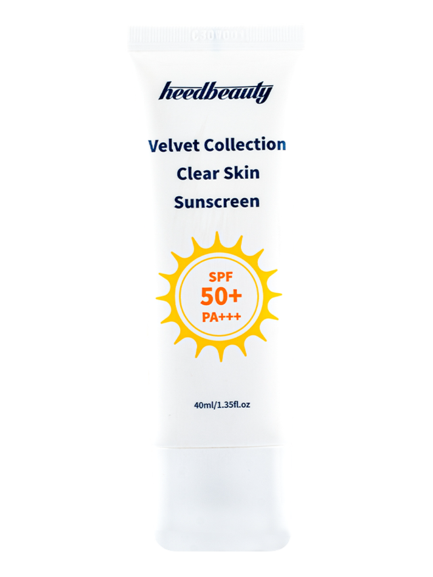 heedbeauty
Velvet Collection
Clear Skin
Sunscreen
SPF
50+
PA+++
40ml/1.35fl.oz